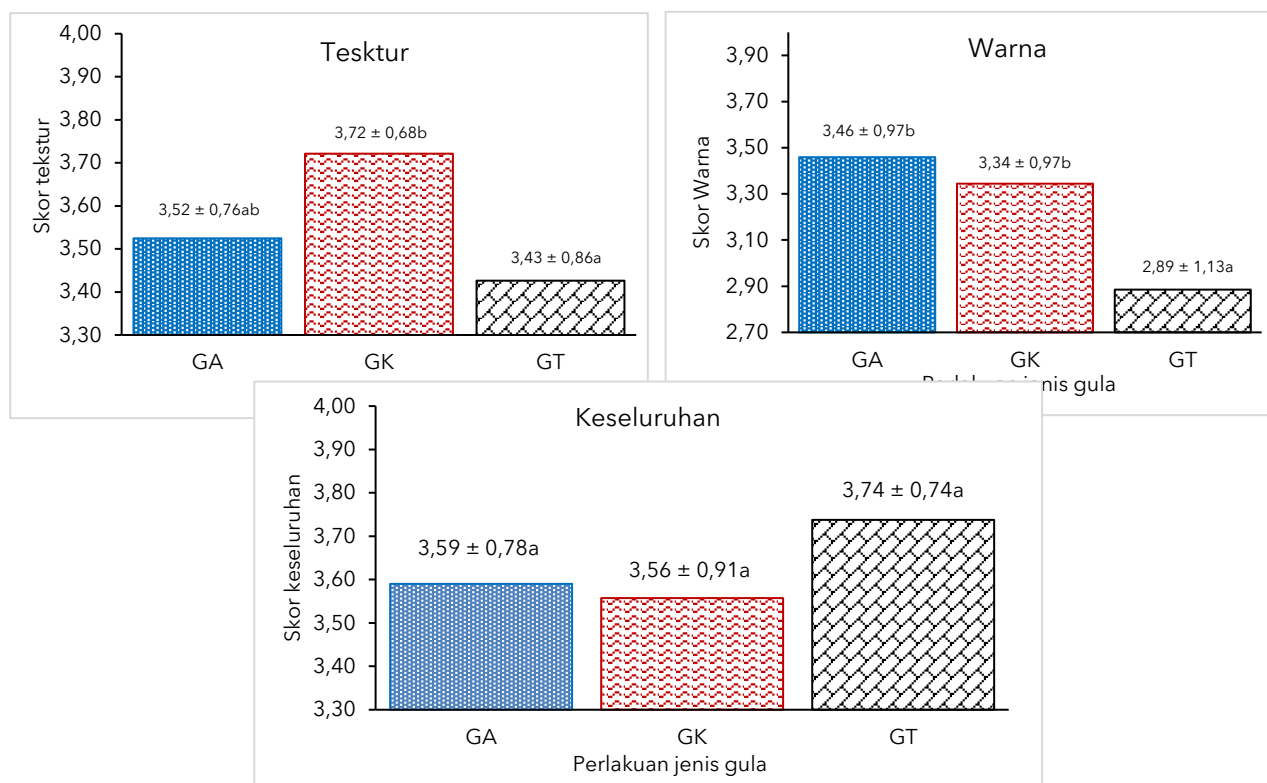 Tesktur
Skor tekstur
4,00
3,90
3,80
3,70
3,60
3,50
3,40
3,30
3,52 ± 0,76ab
3,72 ± 0,68b
3,43 ± 0,86a
GA GK GT
Warna
Skor Warna
3,90
3,70
3,50
3,30
3,10
2,90
2,70
3,46 ± 0,97b
3,34 ± 0,97b
2,89 ± 1,13a
GA GK GT
jenis gula
Keseluruhan
Skor keseluruhan
4,00
3,90
3,80
3,70
3,60
3,50
3,40
3,30
3,59 ± 0,78a
3,56 ± 0,91a
3,74 ± 0,74a
GA GK GT
Perlakuan jenis gula